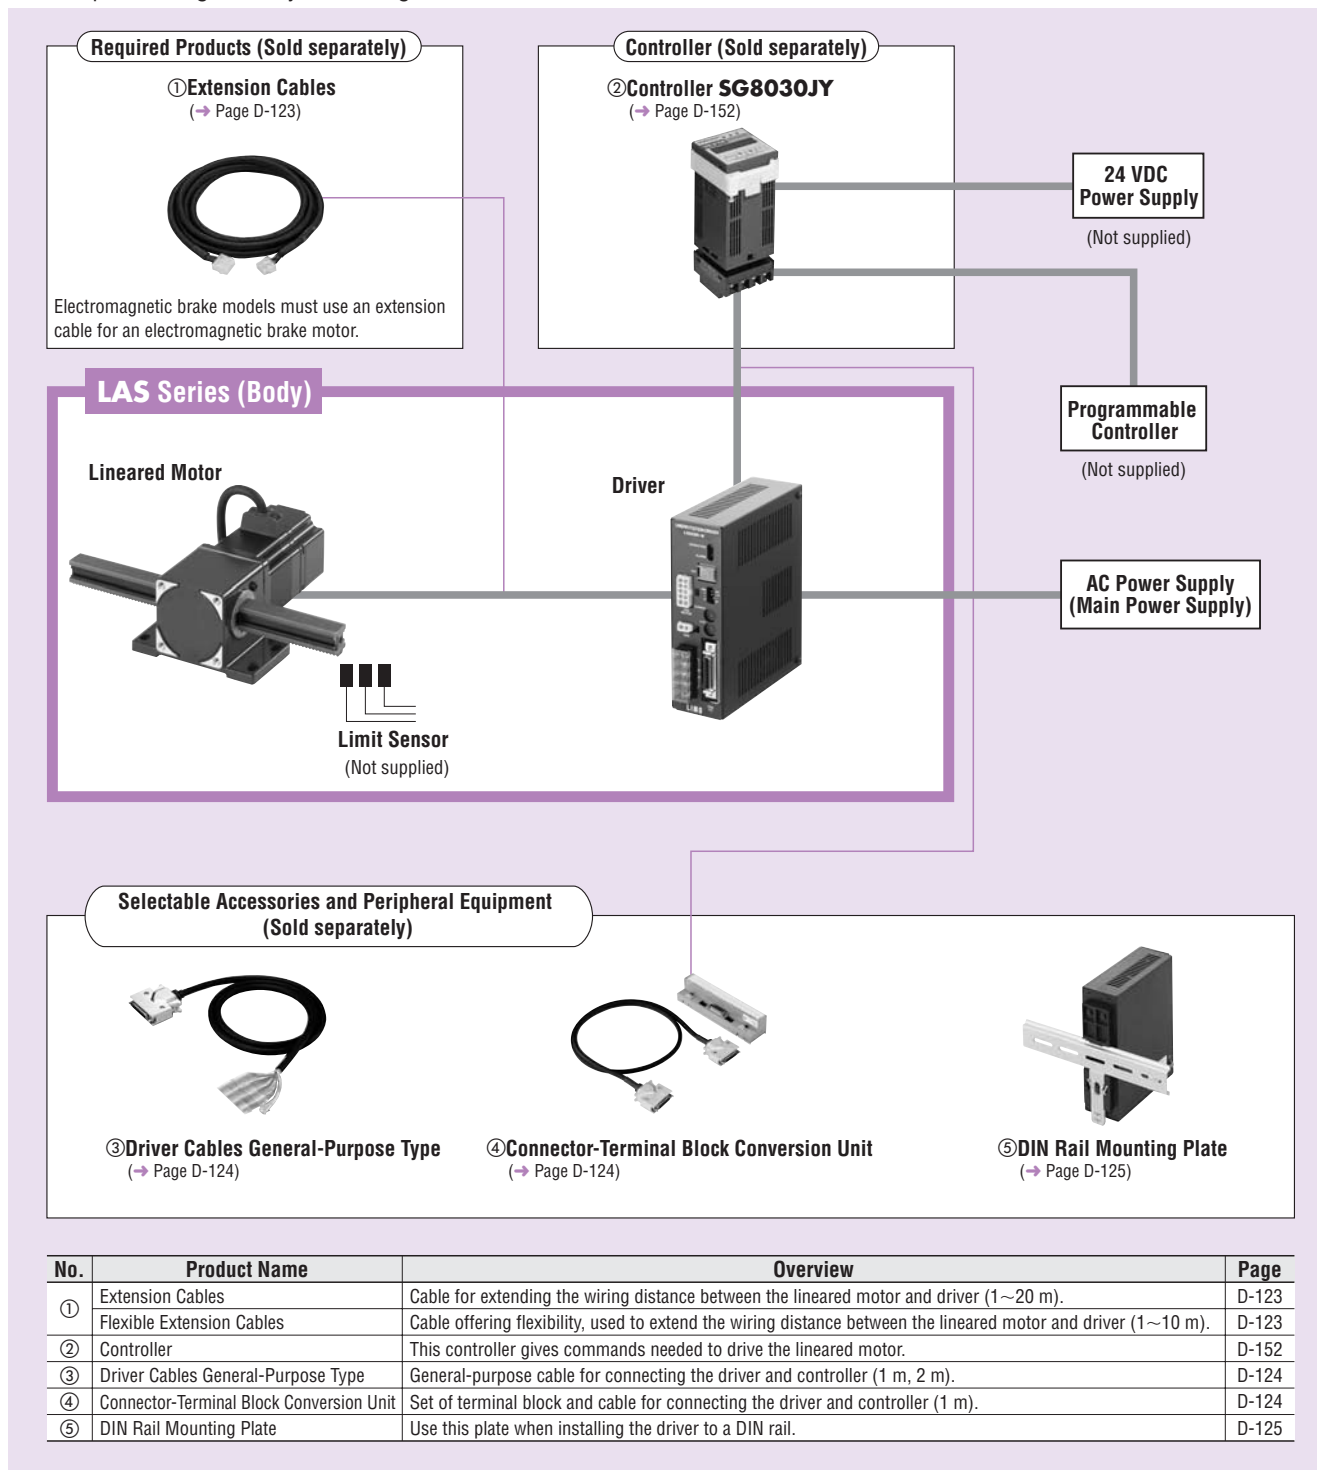 Required Products (Sold separately)
①Extension Cables
(➜ Page D-123)
Electromagnetic brake models must use an extension
cable for an electromagnetic brake motor.
Controller (Sold separately)
②Controller SG8030JY
(➜ Page D-152)
24 VDC
Power Supply
(Not supplied)
Programmable
Controller
(Not supplied)
LAS Series (Body)
Lineared Motor
Driver
Limit Sensor
(Not supplied)
AC Power Supply
(Main Power Supply)
Selectable Accessories and Peripheral Equipment
(Sold separately)
③Driver Cables General-Purpose Type
(➜ Page D-124)
④Connector-Terminal Block Conversion Unit
(➜ Page D-124)
⑤DIN Rail Mounting Plate
(➜ Page D-125)
No. Product Name Overview Page
① Extension Cables Cable for extending the wiring distance between the lineared motor and driver (1~20 m). D-123
Flexible Extension Cables Cable offering flexibility, used to extend the wiring distance between the lineared motor and driver (1~10 m). D-123
② Controller This controller gives commands needed to drive the lineared motor. D-152
③ Driver Cables General-Purpose Type General-purpose cable for connecting the driver and controller (1 m, 2 m). D-124
④ Connector-Terminal Block Conversion Unit Set of terminal block and cable for connecting the driver and controller (1 m). D-124
⑤ DIN Rail Mounting Plate Use this plate when installing the driver to a DIN rail. D-125